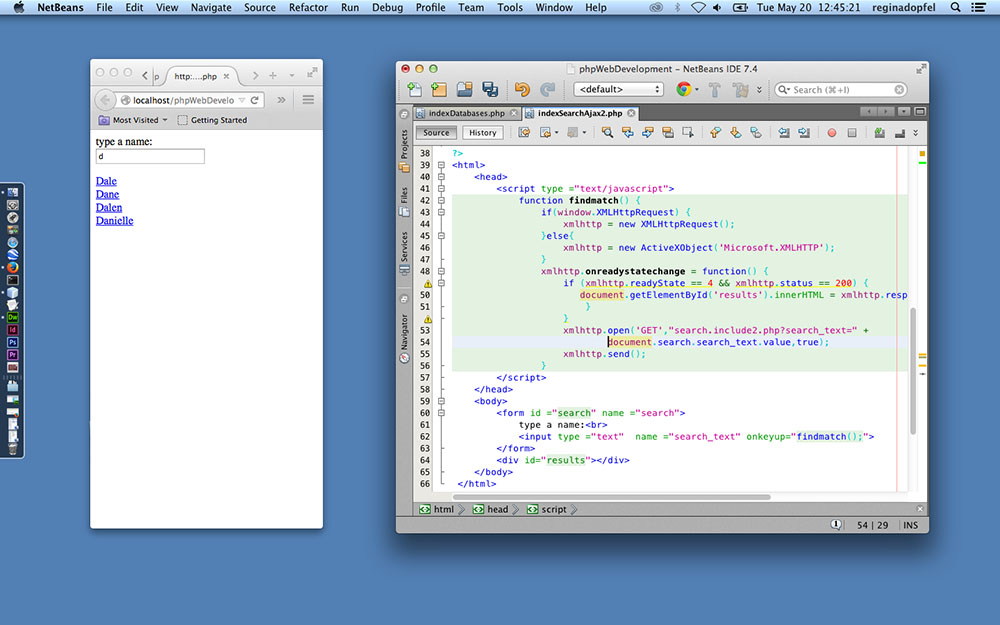 NetBeans File Edit View Navigate Source Refactor Run Debug Profile Team Tools Window Help Tue May 20 12:45:21 reginadopfel
p http:....php
localhost/phpWebDevelo
Most Visited Getting Started
type a name:
d
Dale
Dane
Dalen
Danielle
Dw
Id
Ps
Pr
phpWebDevelopment - NetBeans IDE 7.4
<default> Search (⌘+I)
indexDatabases.php indexSearchAjax2.php
Source History
Projects
Files
Services
Navigator
38 ?>
39 <html>
40 <head>
41 <script type ="text/javascript">
42 function findmatch() {
43 if(window.XMLHttpRequest) {
44 xmlhttp = new XMLHttpRequest();
45 }else{
46 xmlhttp = new ActiveXObject('Microsoft.XMLHTTP');
47 }
48 xmlhttp.onreadystatechange = function() {
if (xmlhttp.readyState == 4 && xmlhttp.status == 200) {
50 document.getElementById('results').innerHTML = xmlhttp.resp
51 }
}
53 xmlhttp.open('GET',"search.include2.php?search_text=" +
54 document.search.search_text.value,true);
55 xmlhttp.send();
56 }
57 </script>
58 </head>
59 <body>
60 <form id ="search" name ="search">
61 type a name:<br>
62 <input type ="text" name ="search_text" onkeyup="findmatch();">
63 </form>
64 <div id="results"></div>
65 </body>
66 </html>
html head script
54 | 29 INS